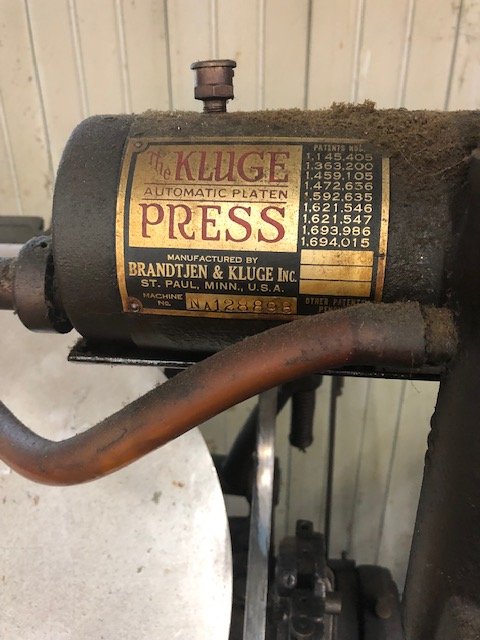 The KLUGE
AUTOMATIC PLATEN
PRESS
MANUFACTURED BY
BRANDTJEN & KLUGE INC.
ST. PAUL, MINN., U.S.A.
MACHINE
NO.
PATENTS NOS.
1,145,405
1,363,200
1,459,105
1,472,636
1,592,635
1,621,546
1,621,547
1,693,986
1,694,015
OTHER PATENTS